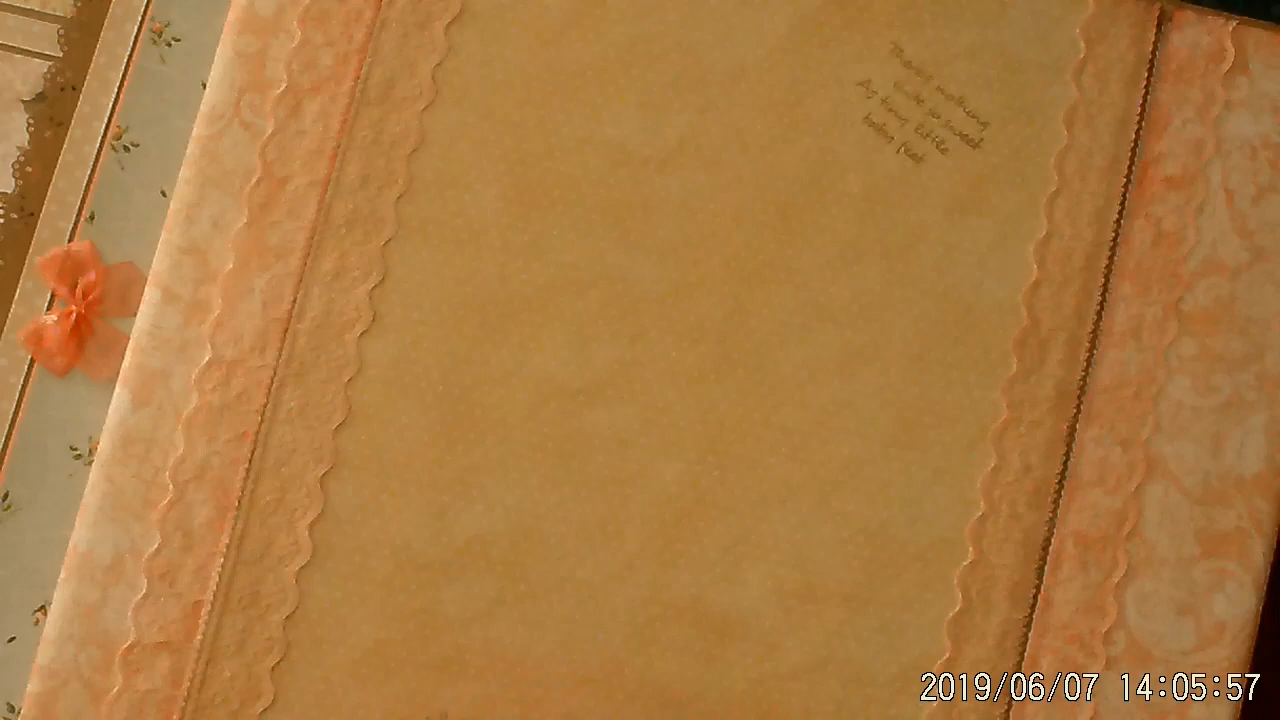 There's nothing
quite so sweet
As tiny little
baby feet
2019/06/07 14:05:57